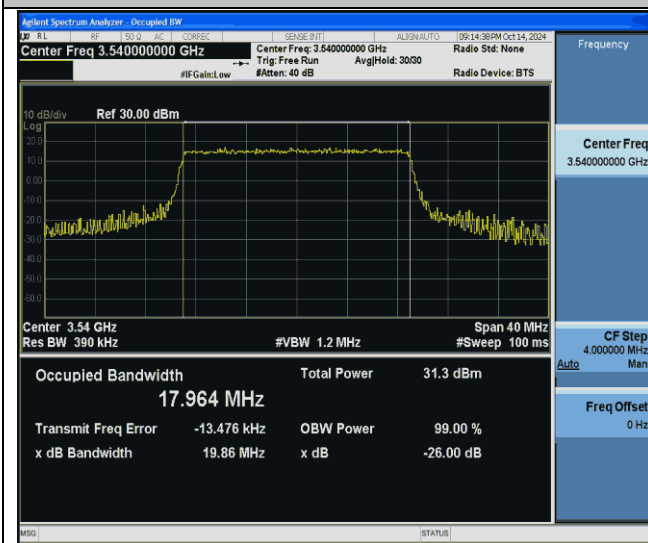 Agilent Spectrum Analyzer - Occupied BW
RL RF 50 Ω AC CORREC SENSE:INT ALIGNAUTO 09:14:38PM Oct 14, 2024
Center Freq 3.540000000 GHz
Center Freq: 3.540000000 GHz
Radio Std: None
Trig: Free Run Avg|Hold: 30/30
#IFGain:Low
#Atten: 40 dB
Radio Device: BTS
10 dB/div Ref 30.00 dBm
Log
20.0
10.0
0.00
-10.0
-20.0
-30.0
-40.0
-50.0
-60.0
Center 3.54 GHz
Span 40 MHz
Res BW 390 kHz
#VBW 1.2 MHz
#Sweep 100 ms
Occupied Bandwidth
Total Power 31.3 dBm
17.964 MHz
Transmit Freq Error -13.476 kHz
OBW Power 99.00 %
x dB Bandwidth 19.86 MHz
x dB -26.00 dB
MSG
STATUS
Frequency
Center Freq
3.540000000 GHz
CF Step
4.000000 MHz
Auto Man
Freq Offset
0 Hz